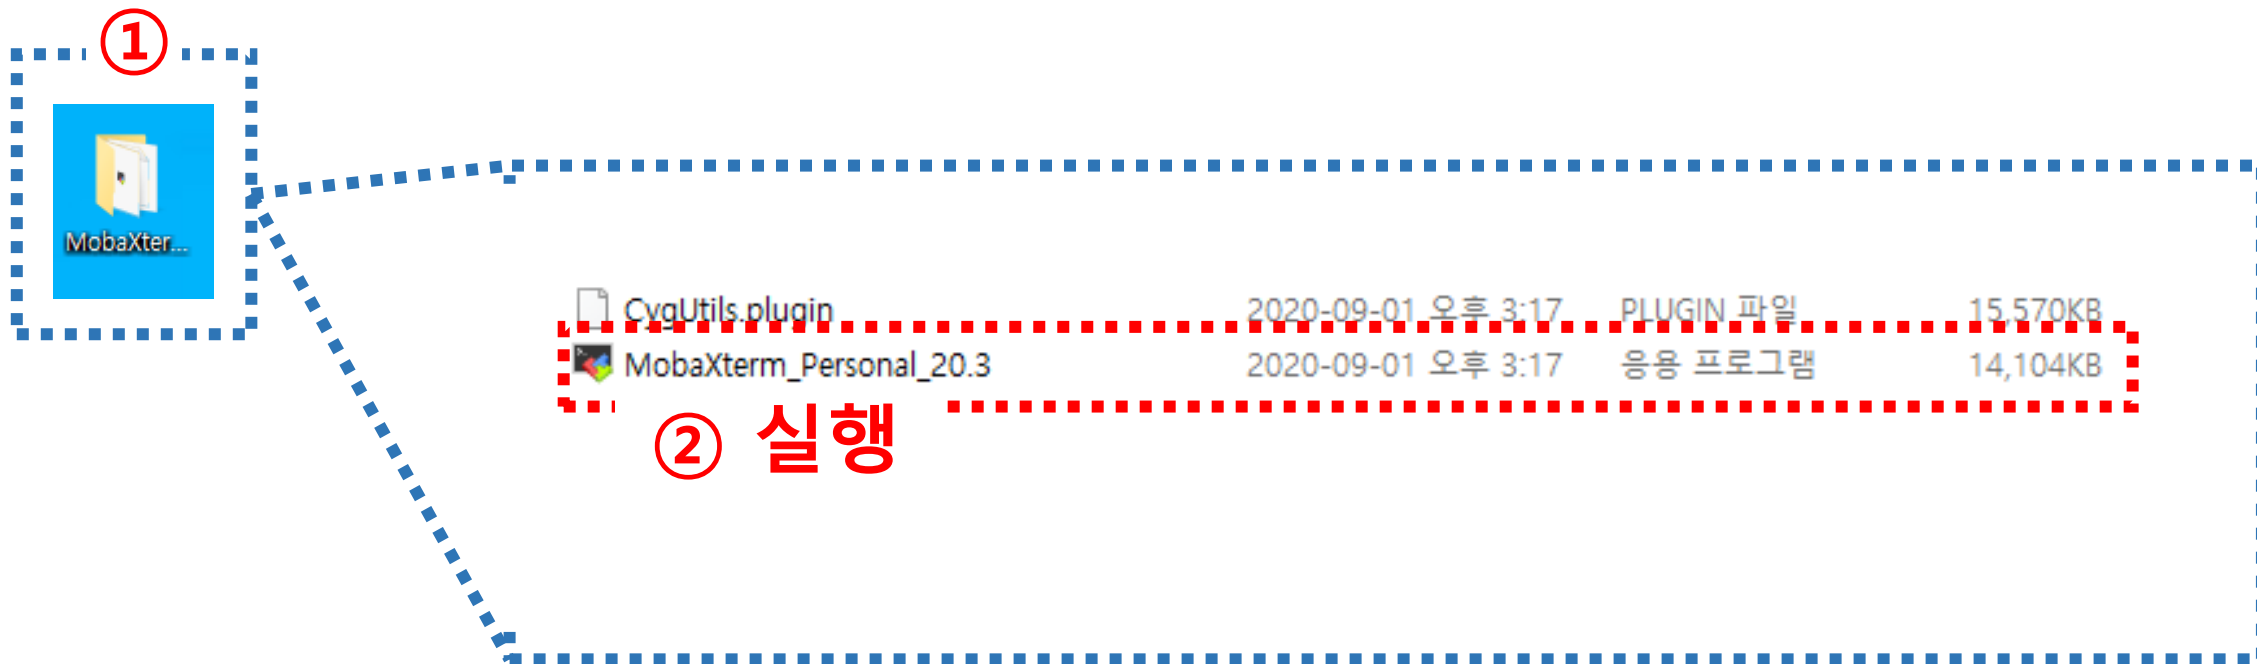 ①
MobaXter...
CygUtils.plugin 2020-09-01 오후 3:17 PLUGIN 파일 15,570KB
MobaXterm_Personal_20.3 2020-09-01 오후 3:17 응용 프로그램 14,104KB
② 실행